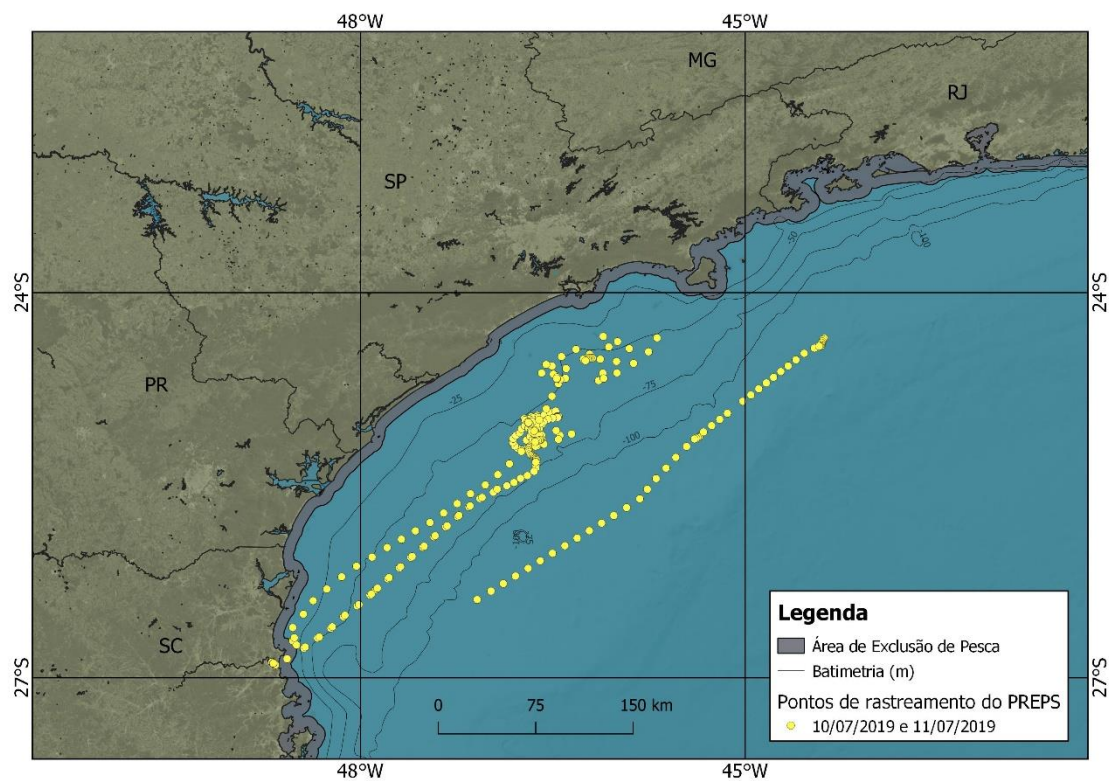 48°W 45°W
MG
RJ
SP
-50
-100
24°S 24°S
PR
-25
-75
-100
SC
27°S 27°S
0 75 150 km
Legenda
Área de Exclusão de Pesca
Batimetria (m)
Pontos de rastreamento do PREPS
10/07/2019 e 11/07/2019
48°W 45°W